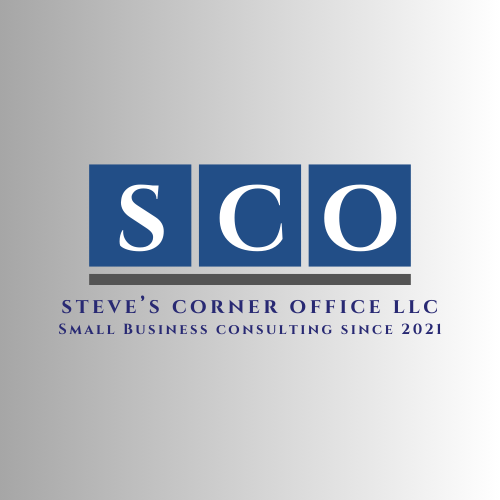 SCO
STEVE’S CORNER OFFICE LLC
Small Business consulting since 2021